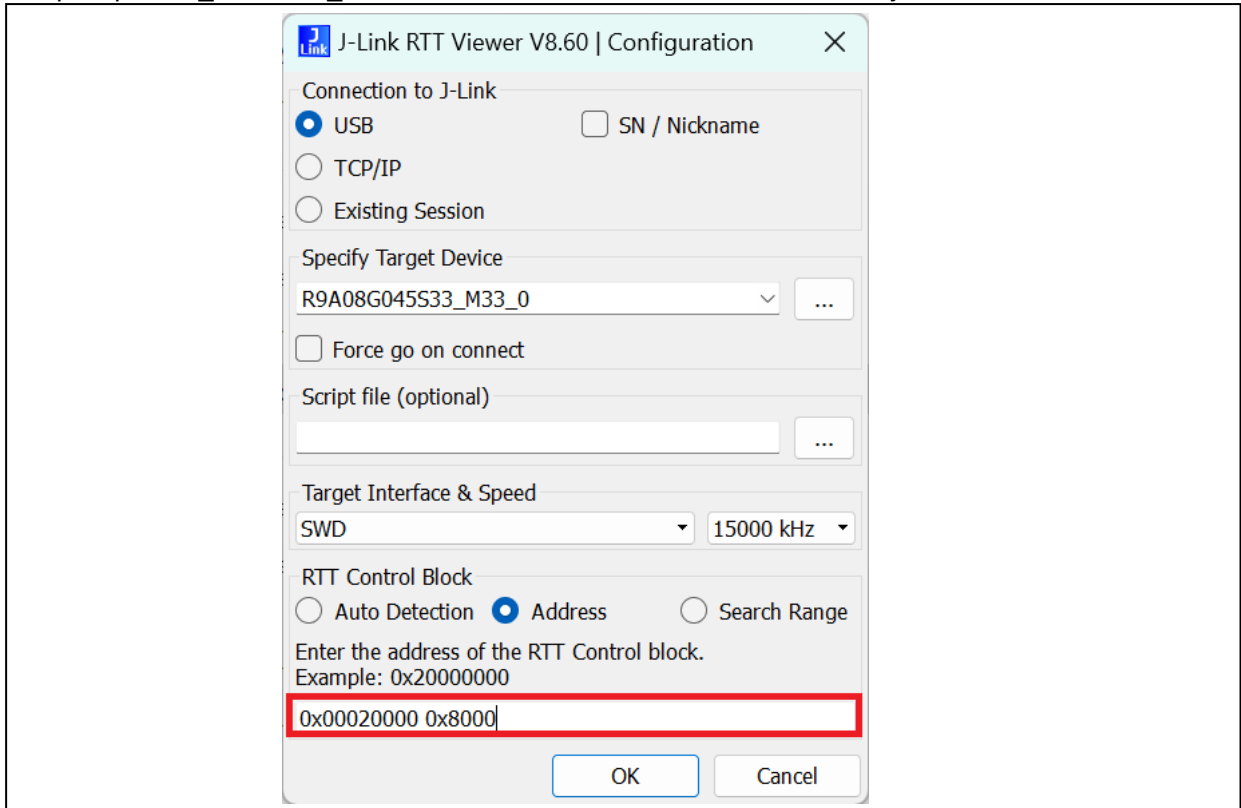 J-Link RTT Viewer V8.60 | Configuration
Connection to J-Link
USB SN / Nickname
TCP/IP
Existing Session
Specify Target Device
R9A08G045S33_M33_0 ...
Force go on connect
Script file (optional)
...
Target Interface & Speed
SWD 15000 kHz
RTT Control Block
Auto Detection Address Search Range
Enter the address of the RTT Control block.
Example: 0x20000000
0x00020000 0x8000
OK Cancel